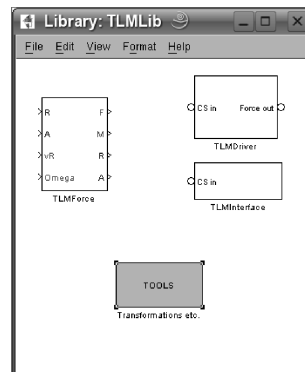 Library: TLMLib
File Edit View Format Help
R F
A M
vR R
Omega A
TLMForce
CS in Force out
TLMDriver
CS in
TLMInterface
TOOLS
Transformations etc.